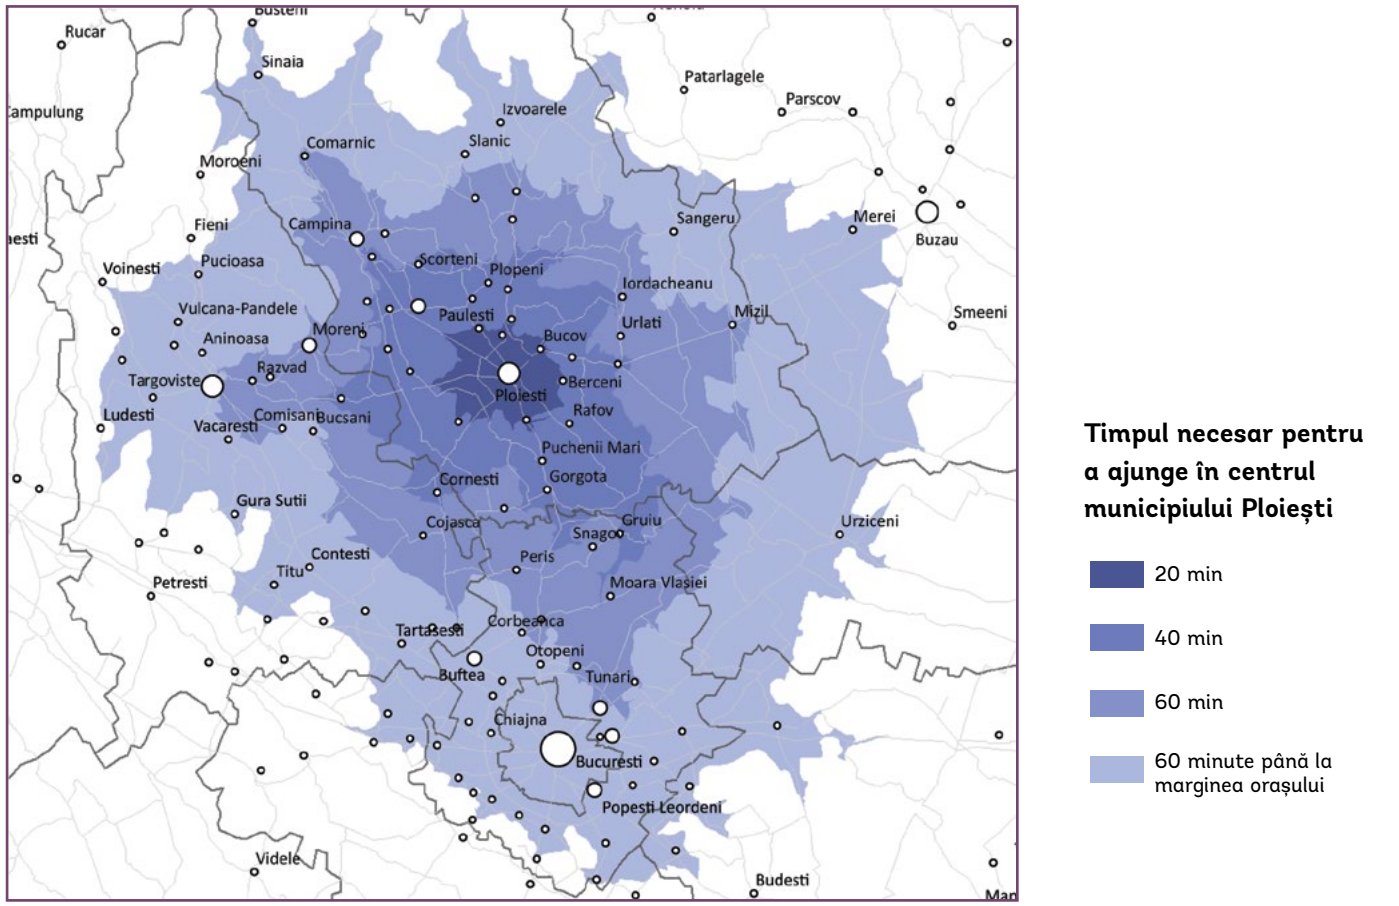 Busteni
Rucar
Sinaia
Patarlagele
Parscov
Campulung
Izvoarele
Comarnic
Slanic
Moroeni
Sangeru
Merei
Campina
Fieni
Buzau
Pucioasa
Scorteni
Plopeni
Voinesti
Iordacheanu
Vulcana-Pandele
Paulesti
Mizil
Smeeni
Moreni
Urlati
Aninoasa
Bucov
Razvad
Targoviste
Berceni
Ploiesti
Ludesti
Comisani
Bucsani
Rafov
Vacaresti
Puchenii Mari
Cornesti
Gorgota
Gura Sutii
Cojasca
Gruiu
Urziceni
Snagov
Contesti
Peris
Titu
Petresti
Moara Vlasiei
Tartasesti
Corbeanca
Otopeni
Buftea
Tunari
Chiajna
Bucuresti
Popesti Leordeni
Videle
Budesti
Timpul necesar pentru
a ajunge în centrul
municipiului Ploiești
20 min
40 min
60 min
60 minute până la
marginea orașului